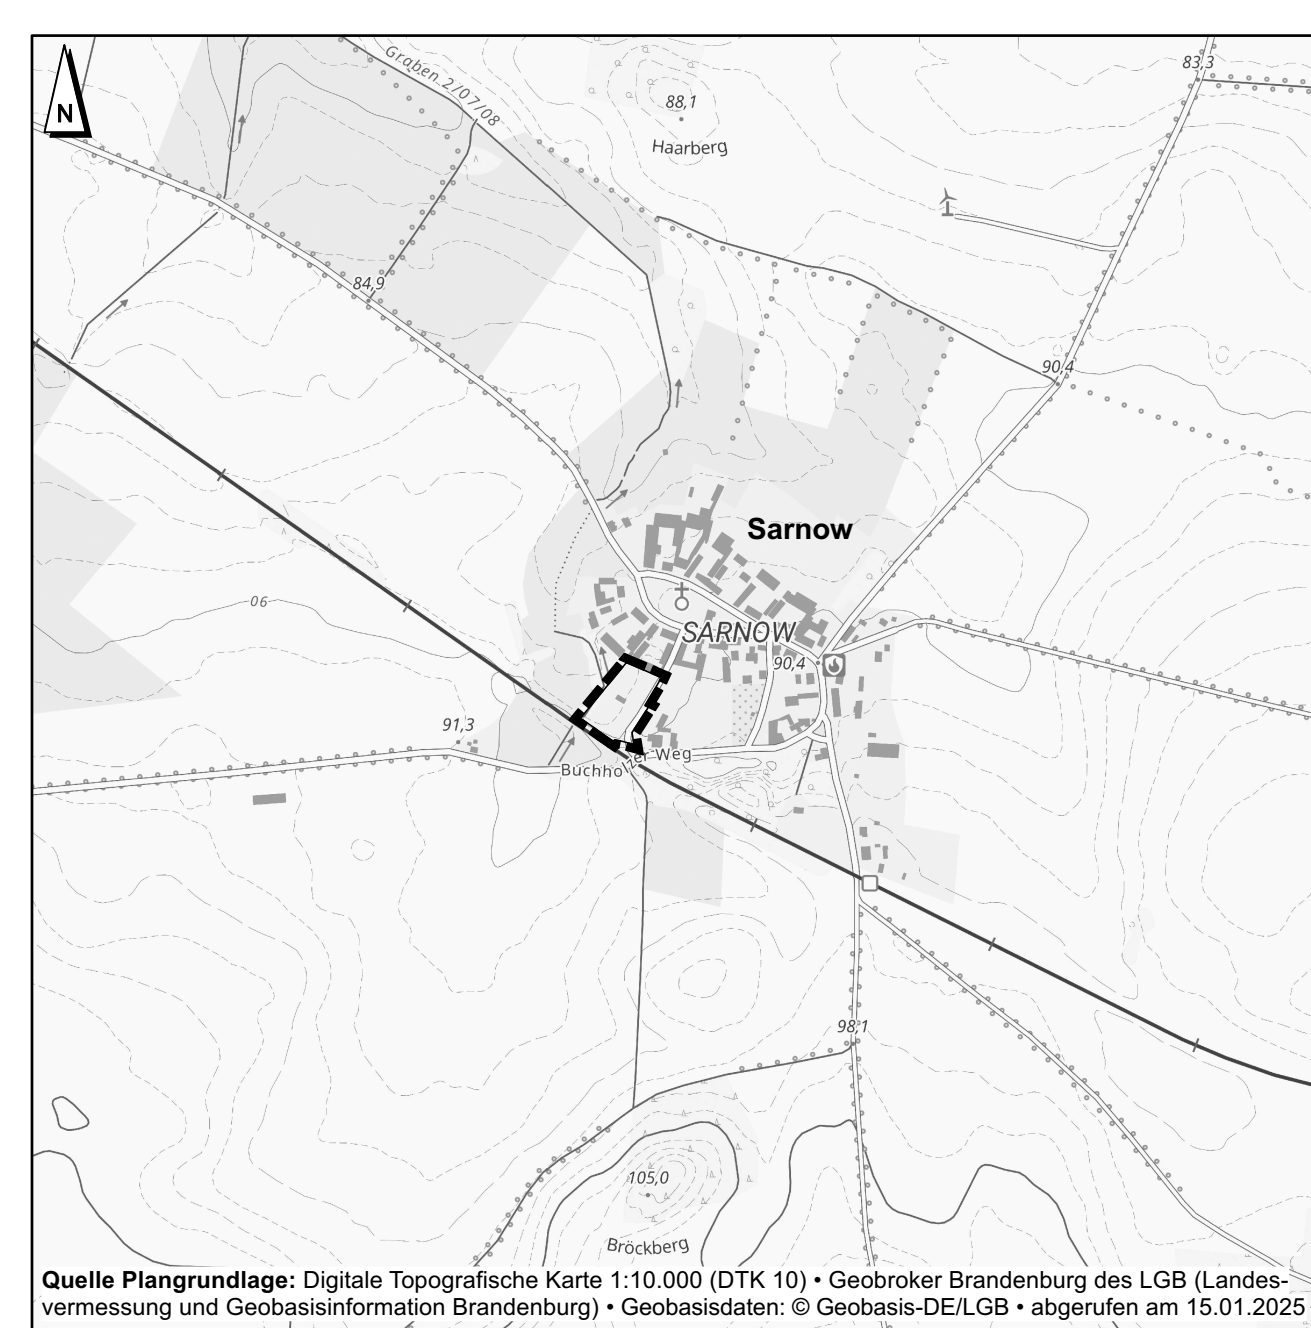 83,3
Graben 2/07/08
N
88,1
Haarberg
84,9
90,4
Sarnow
06
SARNOW
90,4
91,3
Buchholzer Weg
98,1
105,0
Bröckberg
Quelle Plangrundlage: Digitale Topografische Karte 1:10.000 (DTK 10) • Geobroker Brandenburg des LGB (Landes-
vermessung und Geobasisinformation Brandenburg) • Geobasisdaten: © Geobasis-DE/LGB • abgerufen am 15.01.2025